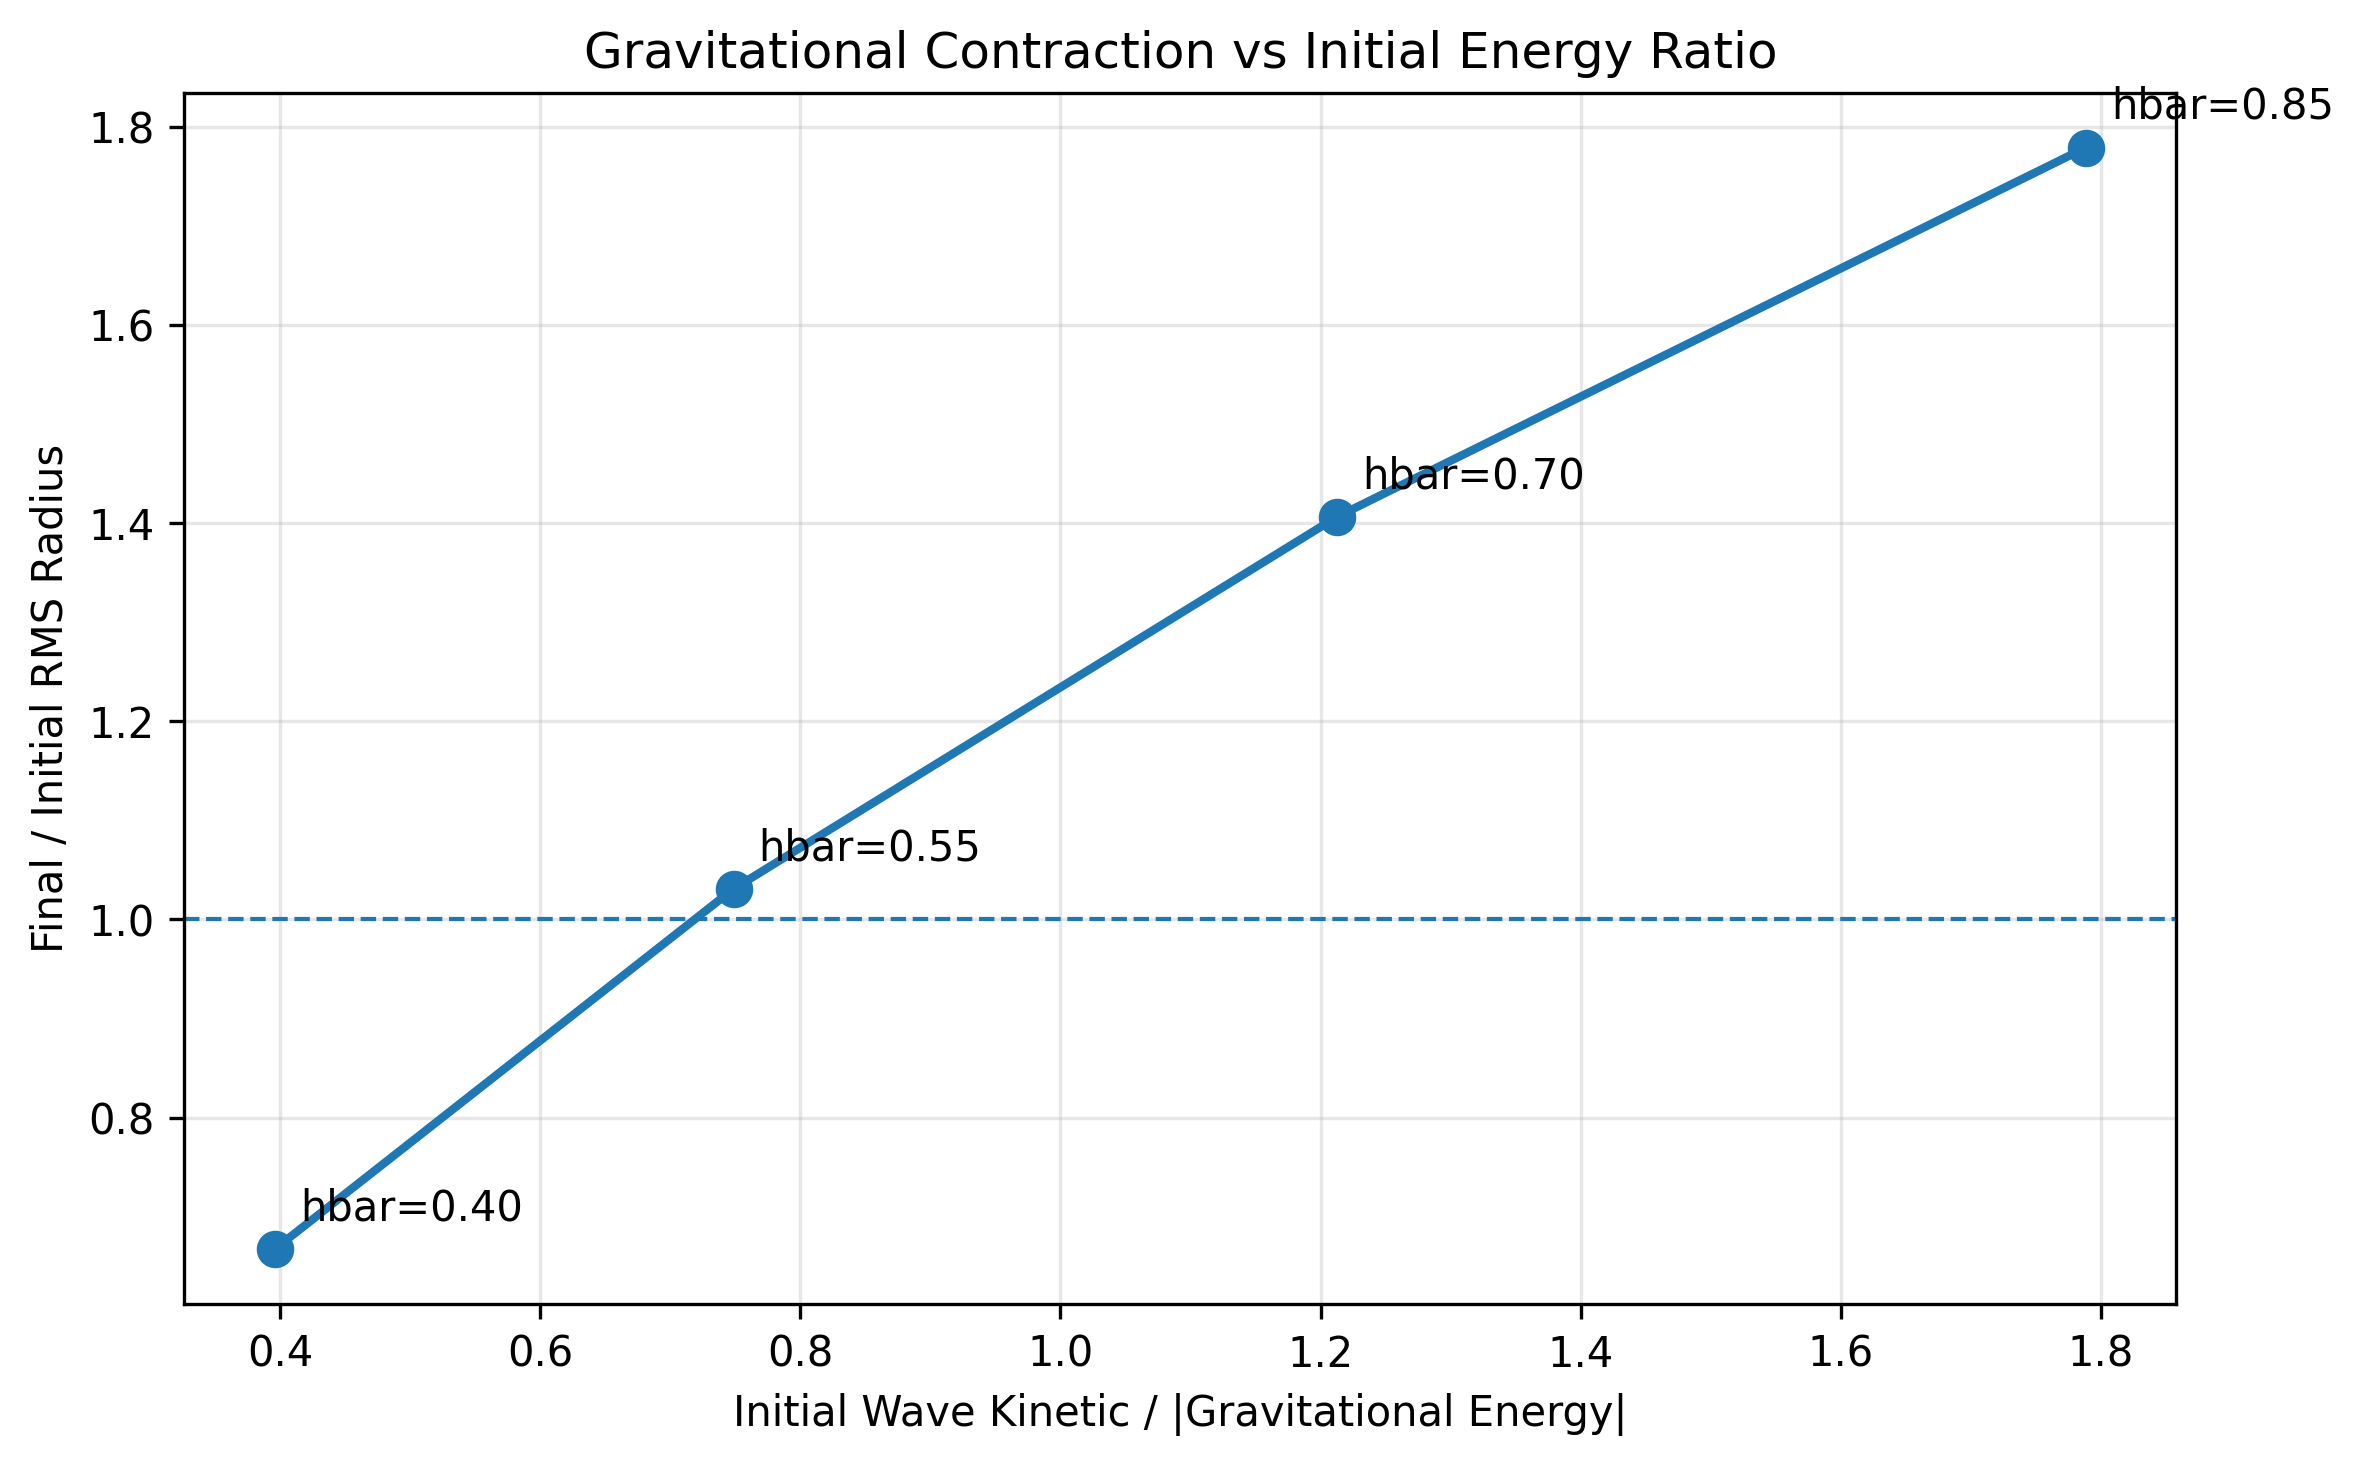 Gravitational Contraction vs Initial Energy Ratio
hbar=0.85
1.8
1.6
hbar=0.70
1.4
1.2
hbar=0.55
1.0
0.8
hbar=0.40
Final / Initial RMS Radius
0.4 0.6 0.8 1.0 1.2 1.4 1.6 1.8
Initial Wave Kinetic / |Gravitational Energy|